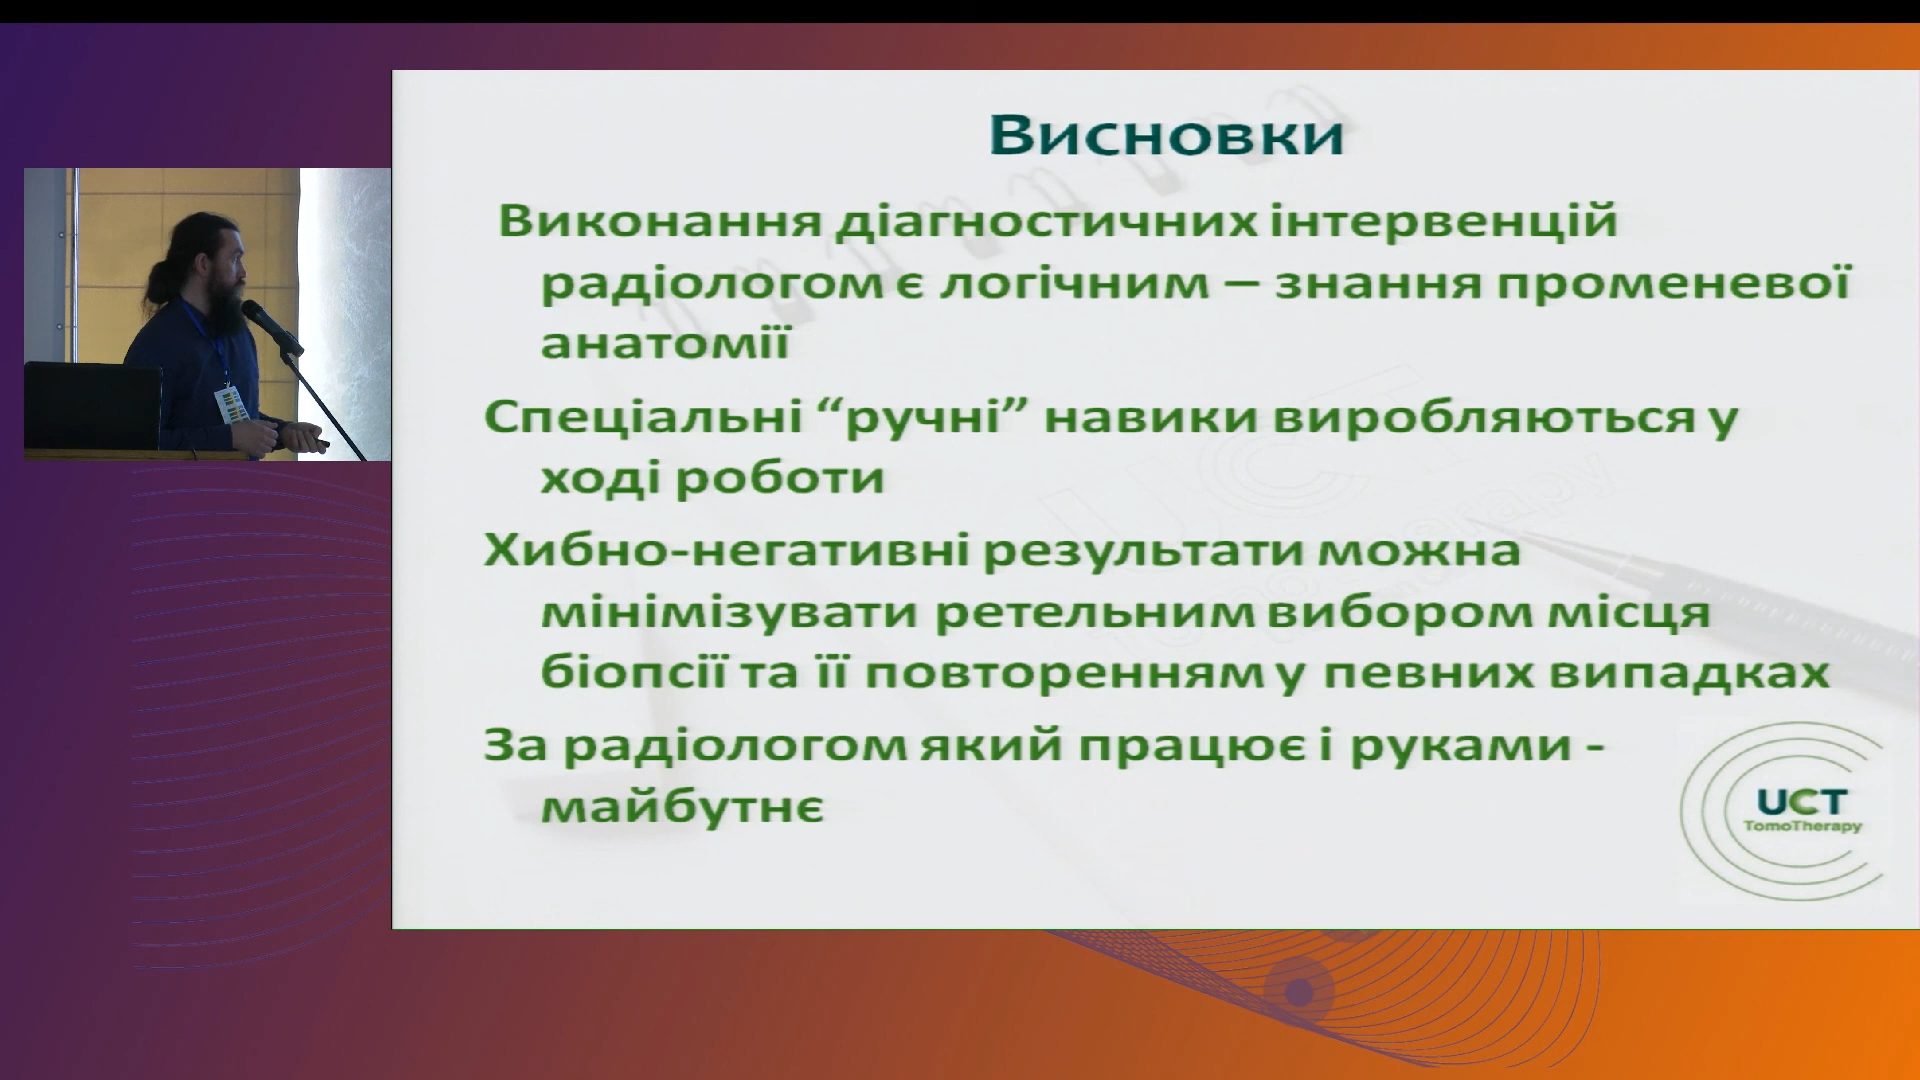 Висновки
Виконання діагностичних інтервенцій
радіологом є логічним – знання променевої
анатомії
Спеціальні “ручні” навики виробляються у
ході роботи
Хибно-негативні результати можна
мінімізувати ретельним вибором місця
біопсії та її повторенням у певних випадках
За радіологом який працює і руками -
майбутнє
UCT
TomoTherapy